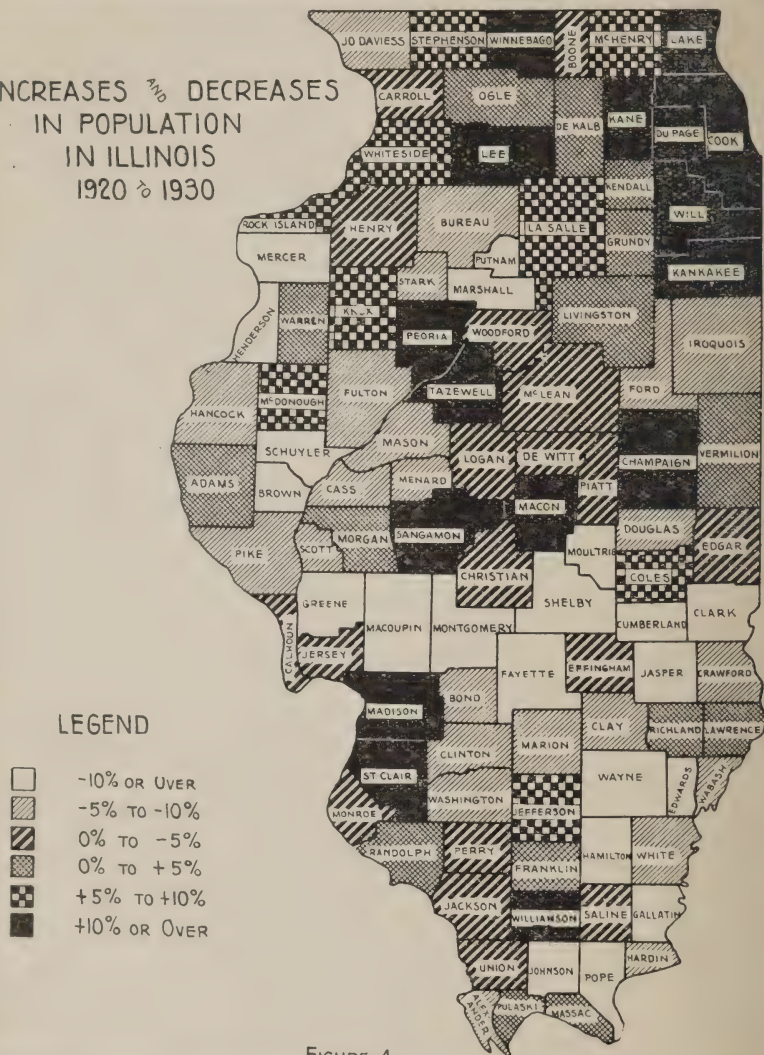 NCREASES AND DECREASES
IN POPULATION
IN ILLINOIS
1920 TO 1930
JO DAVIESS
STEPHENSON
WINNEBAGO
BOONE
McHENRY
LAKE
CARROLL
OGLE
DE KALB
KANE
DU PAGE
COOK
WHITESIDE
LEE
KENDALL
WILL
ROCK ISLAND
HENRY
BUREAU
LA SALLE
GRUNDY
MERCER
PUTNAM
KANKAKEE
STARK
MARSHALL
HENDERSON
WARREN
KNOX
PEORIA
WOODFORD
LIVINGSTON
IROQUOIS
HANCOCK
McDONOUGH
FULTON
TAZEWELL
McLEAN
FORD
SCHUYLER
MASON
LOGAN
DE WITT
CHAMPAIGN
VERMILION
ADAMS
BROWN
CASS
MENARD
PIATT
MACON
PIKE
SCOTT
MORGAN
SANGAMON
MOULTRIE
DOUGLAS
EDGAR
CHRISTIAN
COLES
CALHOUN
GREENE
MACOUPIN
MONTGOMERY
SHELBY
CUMBERLAND
CLARK
JERSEY
FAYETTE
EFFINGHAM
JASPER
CRAWFORD
MADISON
BOND
CLAY
RICHLAND
LAWRENCE
CLINTON
MARION
ST CLAIR
WAYNE
EDWARDS
WABASH
MONROE
WASHINGTON
JEFFERSON
RANDOLPH
PERRY
FRANKLIN
HAMILTON
WHITE
JACKSON
WILLIAMSON
SALINE
GALLATIN
UNION
JOHNSON
POPE
HARDIN
ALEX-
ANDER
PULASKI
MASSAC
LEGEND
-10% OR OVER
-5% TO -10%
0% TO -5%
0% TO +5%
+5% TO +10%
+10% OR OVER
FIGURE 4